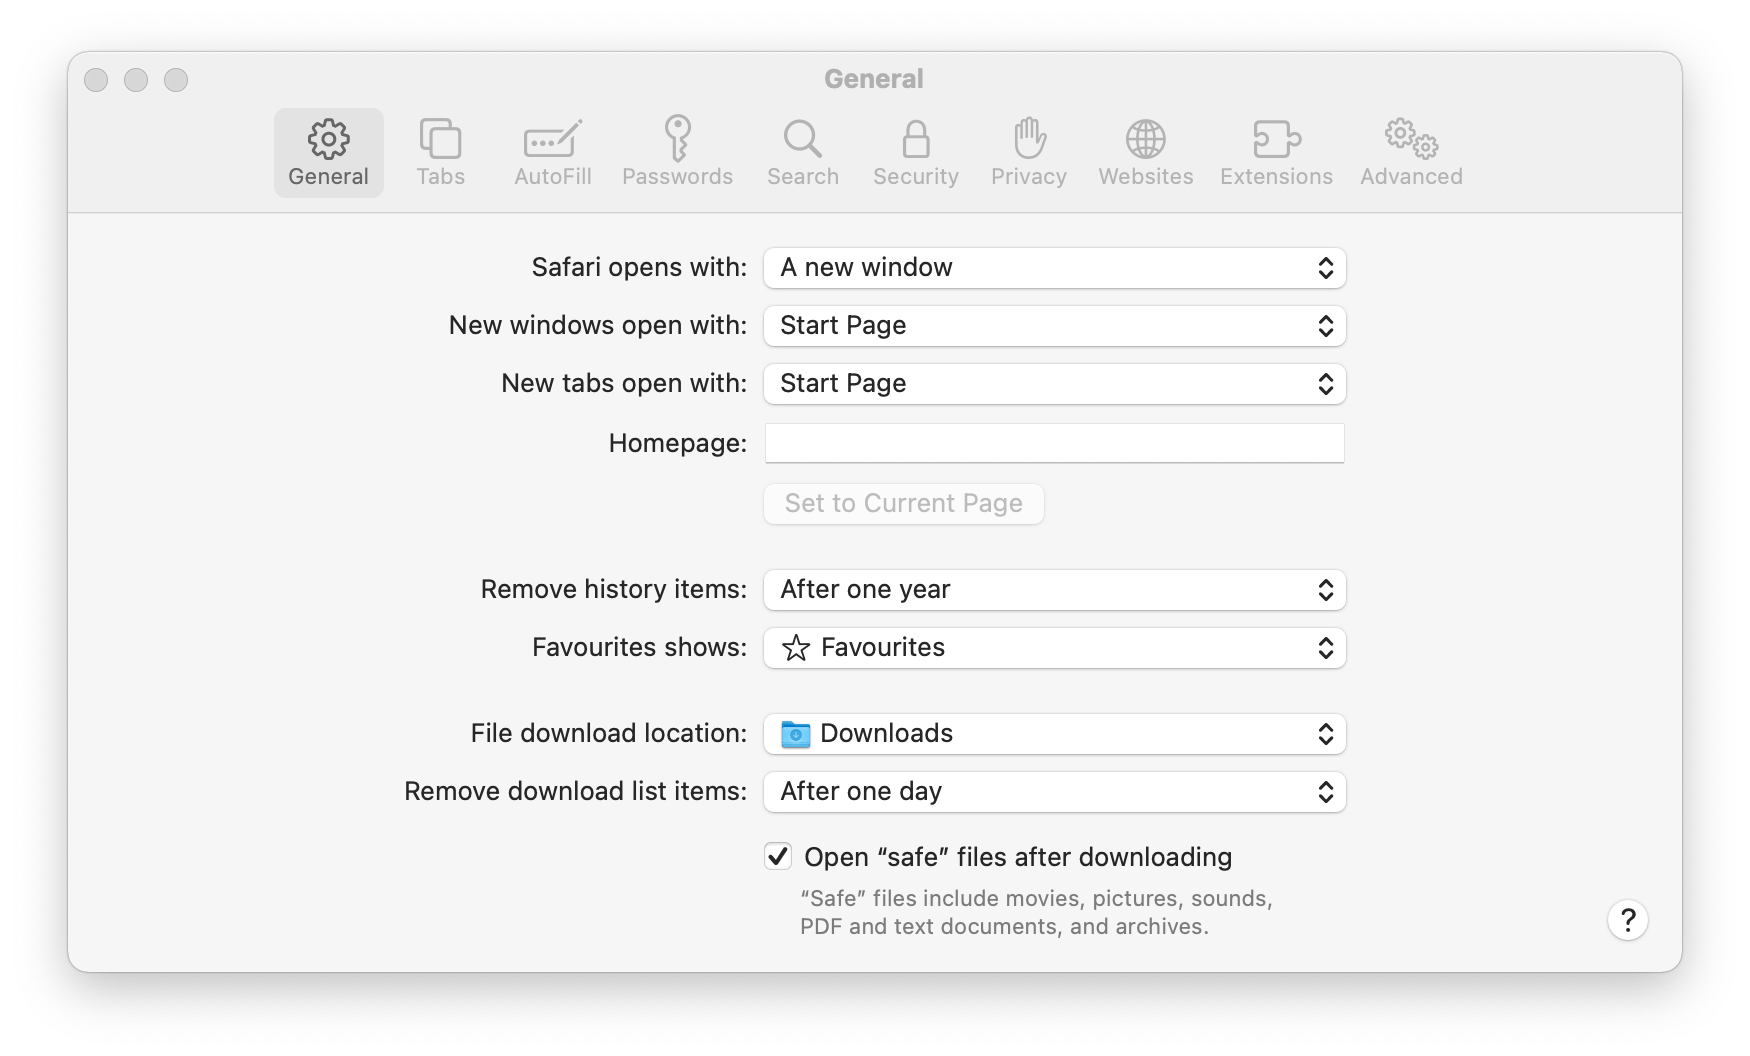 General
General Tabs AutoFill Passwords Search Security Privacy Websites Extensions Advanced
Safari opens with: A new window
New windows open with: Start Page
New tabs open with: Start Page
Homepage:
Set to Current Page
Remove history items: After one year
Favourites shows: Favourites
File download location: Downloads
Remove download list items: After one day
Open “safe” files after downloading
“Safe” files include movies, pictures, sounds,
PDF and text documents, and archives.
?